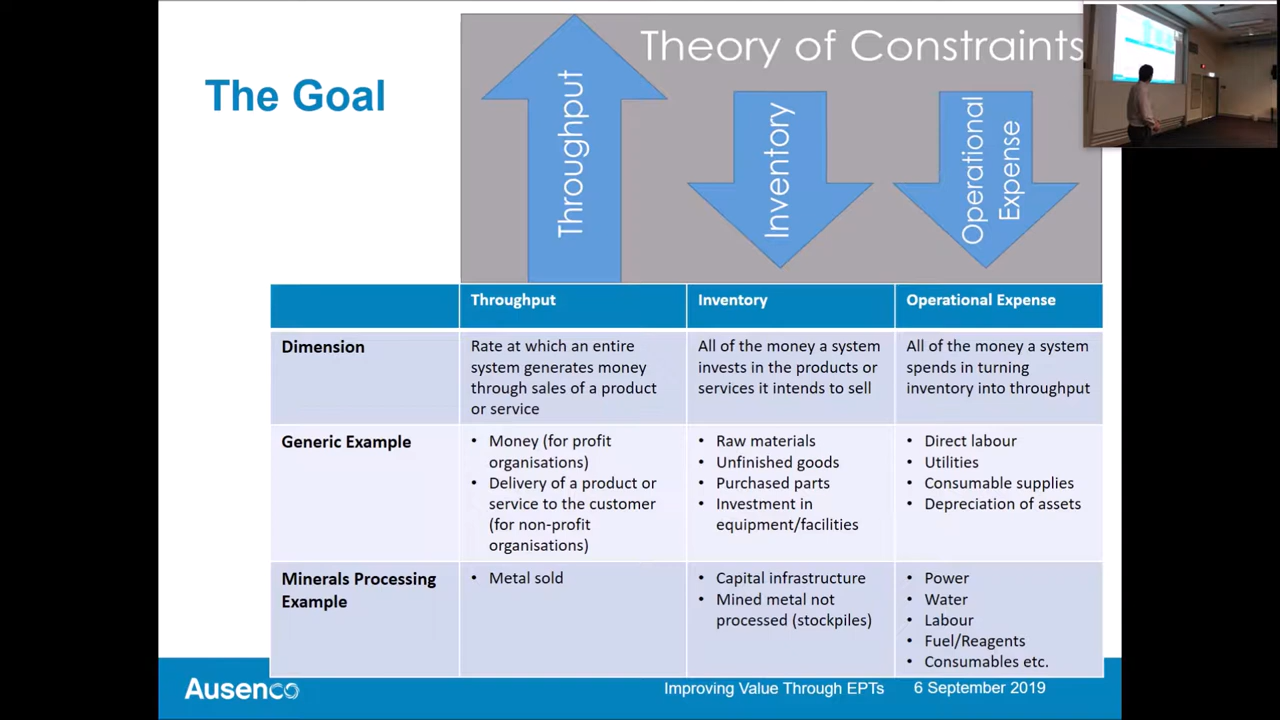 The Goal
Theory of Constraints
Throughput
Inventory
Operational
Expense
Throughput
Inventory
Operational Expense
Dimension
Rate at which an entire
system generates money
through sales of a product
or service
All of the money a system
invests in the products or
services it intends to sell
All of the money a system
spends in turning
inventory into throughput
Generic Example
• Money (for profit
organisations)
• Delivery of a product or
service to the customer
(for non-profit
organisations)
• Raw materials
• Unfinished goods
• Purchased parts
• Investment in
equipment/facilities
• Direct labour
• Utilities
• Consumable supplies
• Depreciation of assets
Minerals Processing
Example
• Metal sold
• Capital infrastructure
• Mined metal not
processed (stockpiles)
• Power
• Water
• Labour
• Fuel/Reagents
• Consumables etc.
Ausenco
Improving Value Through EPTs
6 September 2019